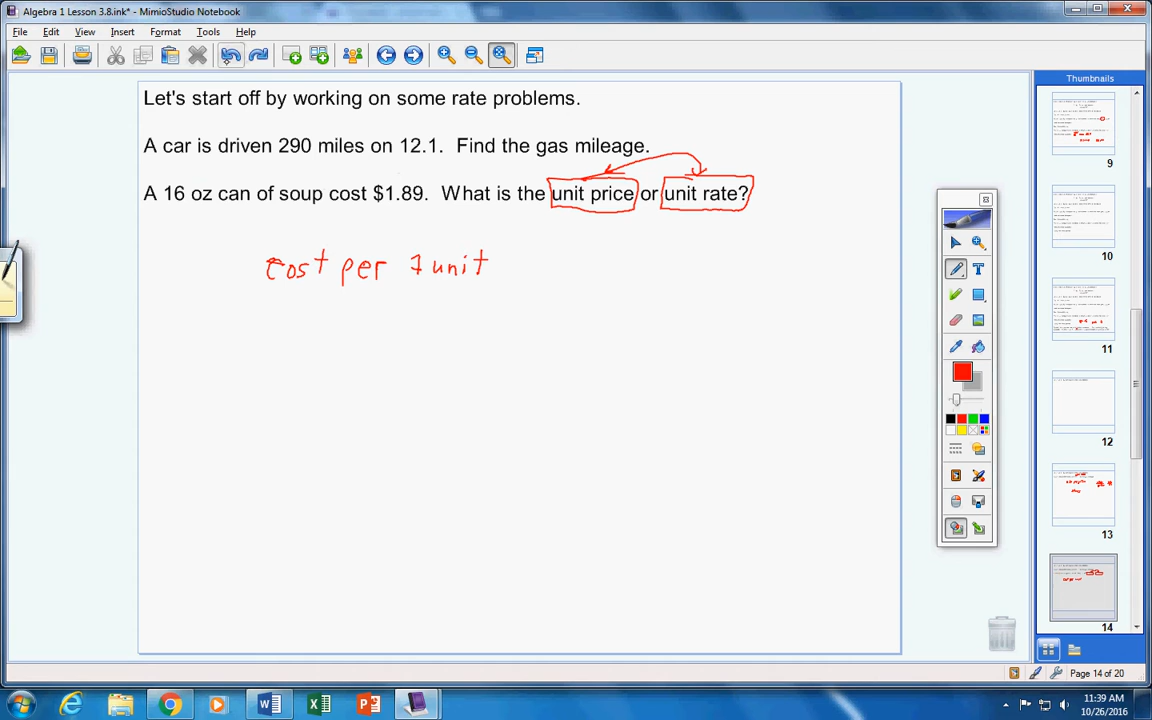 Algebra 1 Lesson 3.8.ink* - MimioStudio Notebook
File Edit View Insert Format Tools Help
Let's start off by working on some rate problems.
A car is driven 290 miles on 12.1. Find the gas mileage.
A 16 oz can of soup cost $1.89. What is the unit price or unit rate?
cost per 1 unit
Thumbnails
9
10
11
12
13
14
Page 14 of 20
11:39 AM
10/26/2016